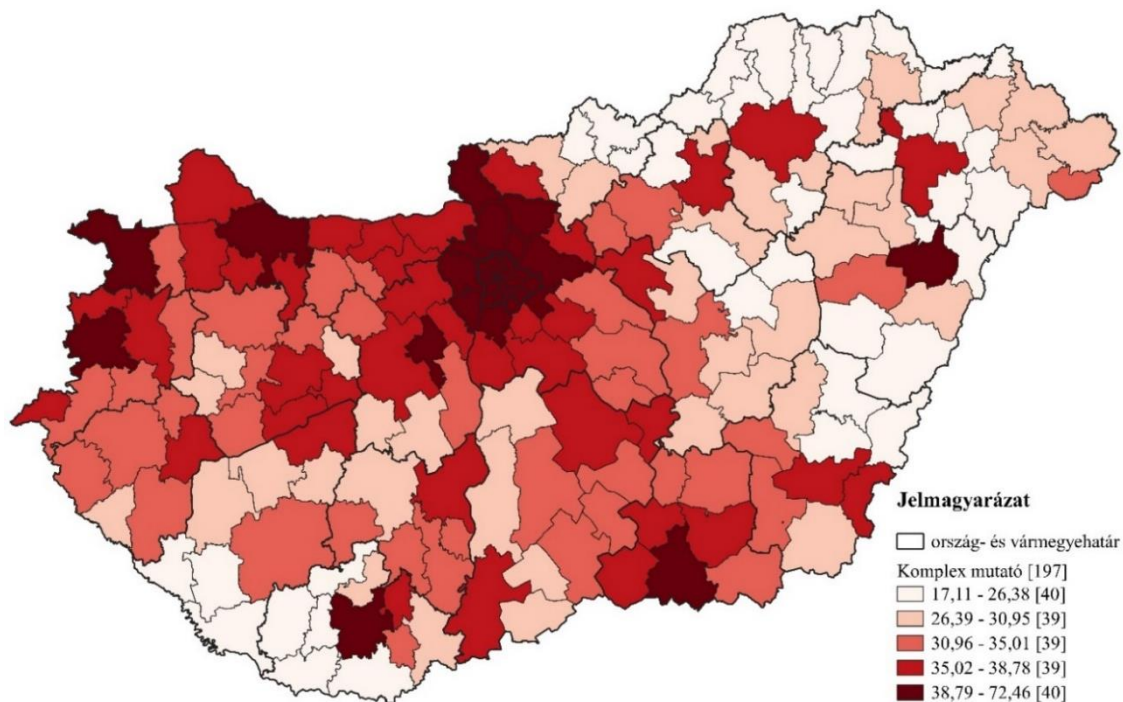 Jelmagyarázat
ország- és vármegyehatár
Komplex mutató [197]
17,11 - 26,38 [40]
26,39 - 30,95 [39]
30,96 - 35,01 [39]
35,02 - 38,78 [39]
38,79 - 72,46 [40]